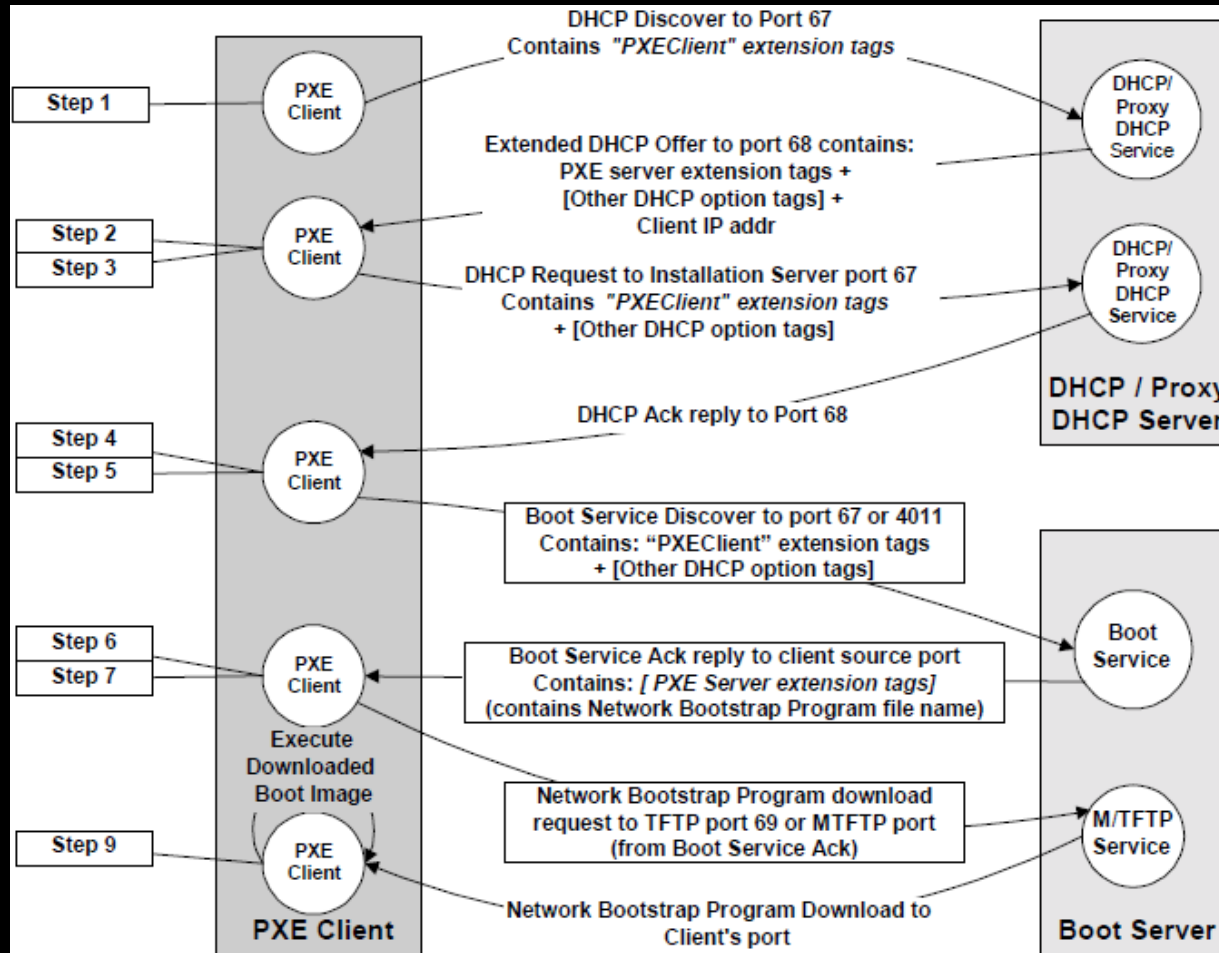 DHCP Discover to Port 67
Contains "PXEClient" extension tags
Step 1
PXE
Client
DHCP/
Proxy
DHCP
Service
Extended DHCP Offer to port 68 contains:
PXE server extension tags +
[Other DHCP option tags] +
Client IP addr
Step 2
Step 3
PXE
Client
DHCP/
Proxy
DHCP
Service
DHCP Request to Installation Server port 67
Contains "PXEClient" extension tags
+ [Other DHCP option tags]
DHCP / Proxy
DHCP Server
DHCP Ack reply to Port 68
Step 4
Step 5
PXE
Client
Boot Service Discover to port 67 or 4011
Contains: “PXEClient” extension tags
+ [Other DHCP option tags]
Step 6
Step 7
PXE
Client
Boot
Service
Boot Service Ack reply to client source port
Contains: [ PXE Server extension tags]
(contains Network Bootstrap Program file name)
Execute
Downloaded
Boot Image
Network Bootstrap Program download
request to TFTP port 69 or MTFTP port
(from Boot Service Ack)
M/TFTP
Service
Step 9
PXE
Client
Network Bootstrap Program Download to
Client's port
PXE Client
Boot Server